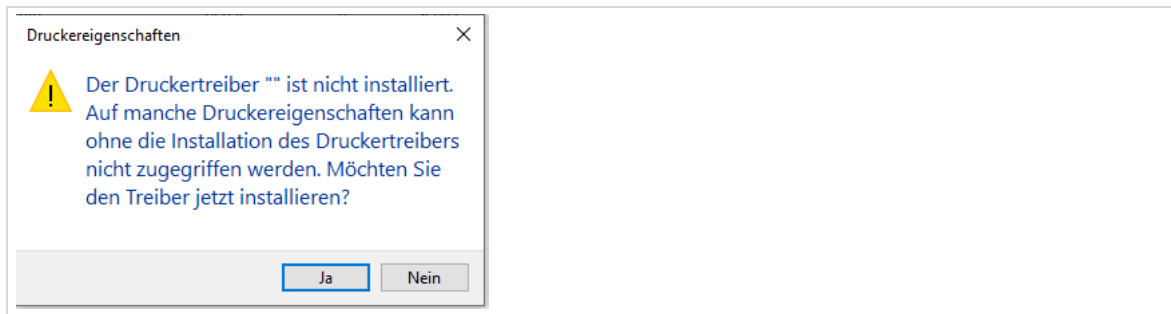 Druckereigenschaften
Der Druckertreiber "" ist nicht installiert.
Auf manche Druckereigenschaften kann
ohne die Installation des Druckertreibers
nicht zugegriffen werden. Möchten Sie
den Treiber jetzt installieren?
Ja
Nein